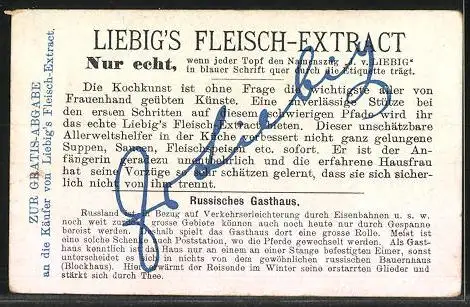 LIEBIG'S FLEISCH-EXTRACT
Nur echt, wenn jeder Topf den Namenszug J. v. LIEBIG"
in blauer Schrift quer durch die Etiquette trägt.
Die Kochkunst ist ohne Frage die wichtigste aller von
Frauenhand geübten Künste. Eine zuverlässige Stütze bei
den ersten Schritten auf diesem schwierigen Pfade wird ihr
das echte Liebig's Fleisch-Extract bieten. Dieser unschätzbare
Allerweltshelfer in der Küche verbessert nicht ganz gelungene
Suppen, Saucen, Fleischspeisen etc. sofort. Er ist der An-
fängerin geradezu unentbehrlich und die erfahrene Hausfrau
hat seine Vorzüge so sehr schätzen gelernt, dass sie sich sicher-
lich nicht von ihm trennt.
Russisches Gasthaus.
Russland ist in Bezug auf Verkehrserleichterung durch Eisenbahnen u. s. w.
noch weit zurück; grosse Gebiete können auch noch heute nur durch Gespanne
bereist werden. Deshalb spielt das Gasthaus dort eine grosse Rolle. Meist ist
eine solche Schenke auch Poststation, wo die Pferde gewechselt werden. Als Gast-
haus kenntlich ist das Haus nur an einem an einer Stange befestigten Eimer, sonst
unterscheidet es sich in nichts von dem gewöhnlichen russischen Bauernhaus
(Blockhaus). Hier erwärmt der Reisende im Winter seine erstarrten Glieder und
stärkt sich durch Thee.
ZUR GRATIS-ABGABE
an die Käufer von Liebig's Fleisch-Extract.
JvLiebig